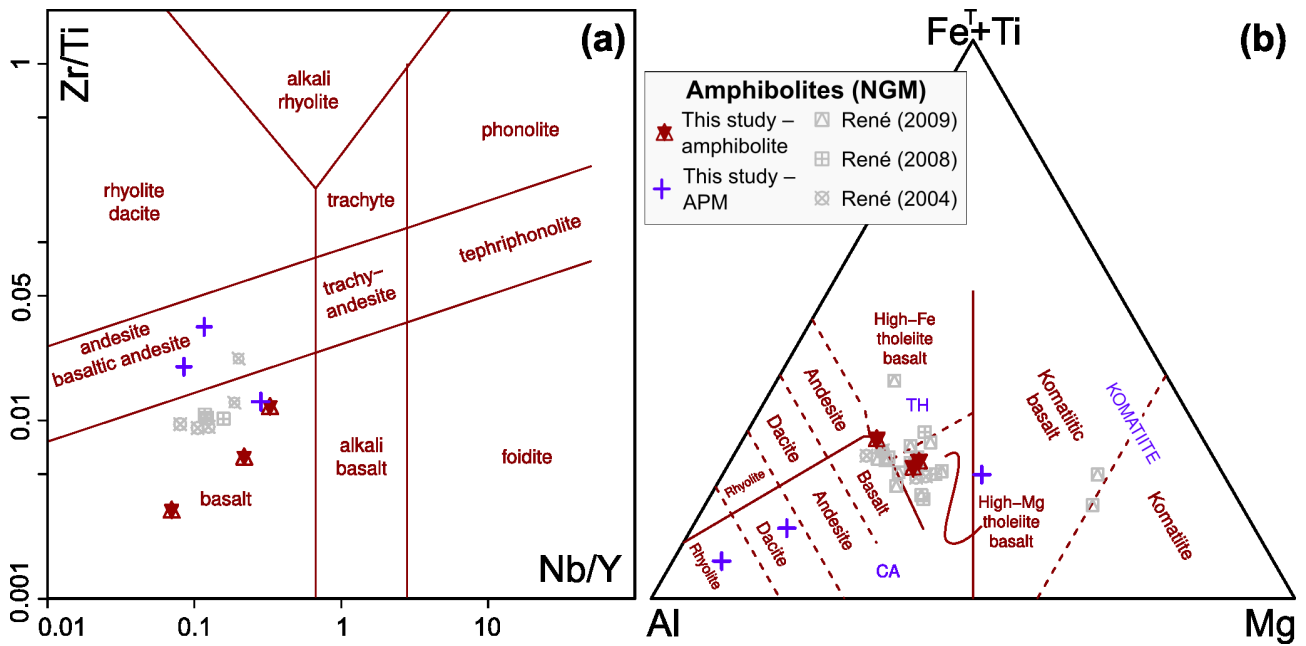 (a)
Zr/Ti
1
0.05
0.01
0.001
alkali
rhyolite
phonolite
rhyolite
dacite
trachyte
tephriphonolite
trachy–
andesite
andesite
basaltic andesite
basalt
alkali
basalt
foidite
Nb/Y
0.01
0.1
1
10
(b)
FeT+Ti
Amphibolites (NGM)
This study –
amphibolite
This study –
APM
René (2009)
René (2008)
René (2004)
High–Fe
tholeiite
basalt
TH
Andesite
Dacite
Rhyolite
Komatiitic
basalt
KOMATIITE
Komatiite
Basalt
Andesite
Dacite
Rhyolite
High–Mg
tholeiite
basalt
CA
Al
Mg